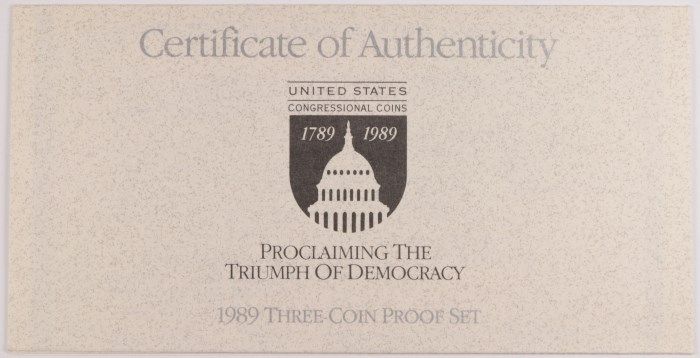 Certificate of Authenticity
UNITED STATES
CONGRESSIONAL COINS
1789 1989
PROCLAIMING THE
TRIUMPH OF DEMOCRACY
1989 THREE-COIN PROOF SET